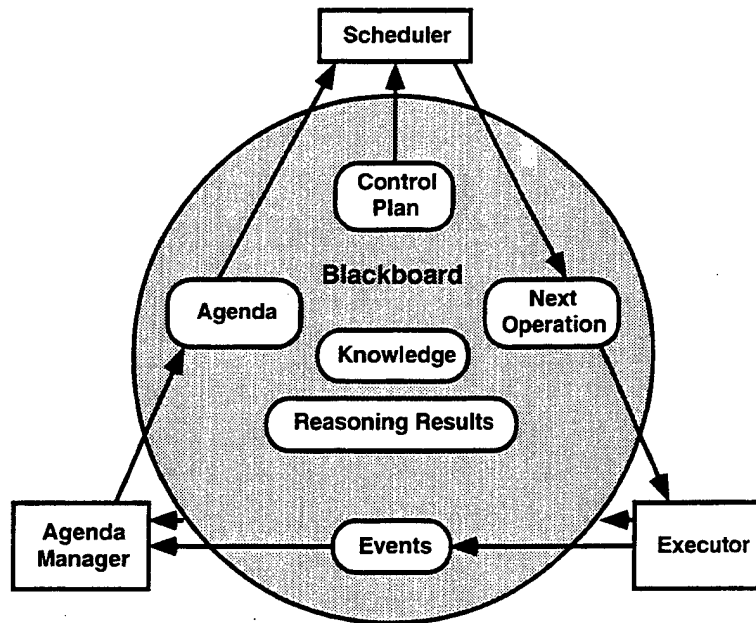 Scheduler
Control
Plan
Blackboard
Agenda
Next
Operation
Knowledge
Reasoning Results
Agenda
Manager
Events
Executor